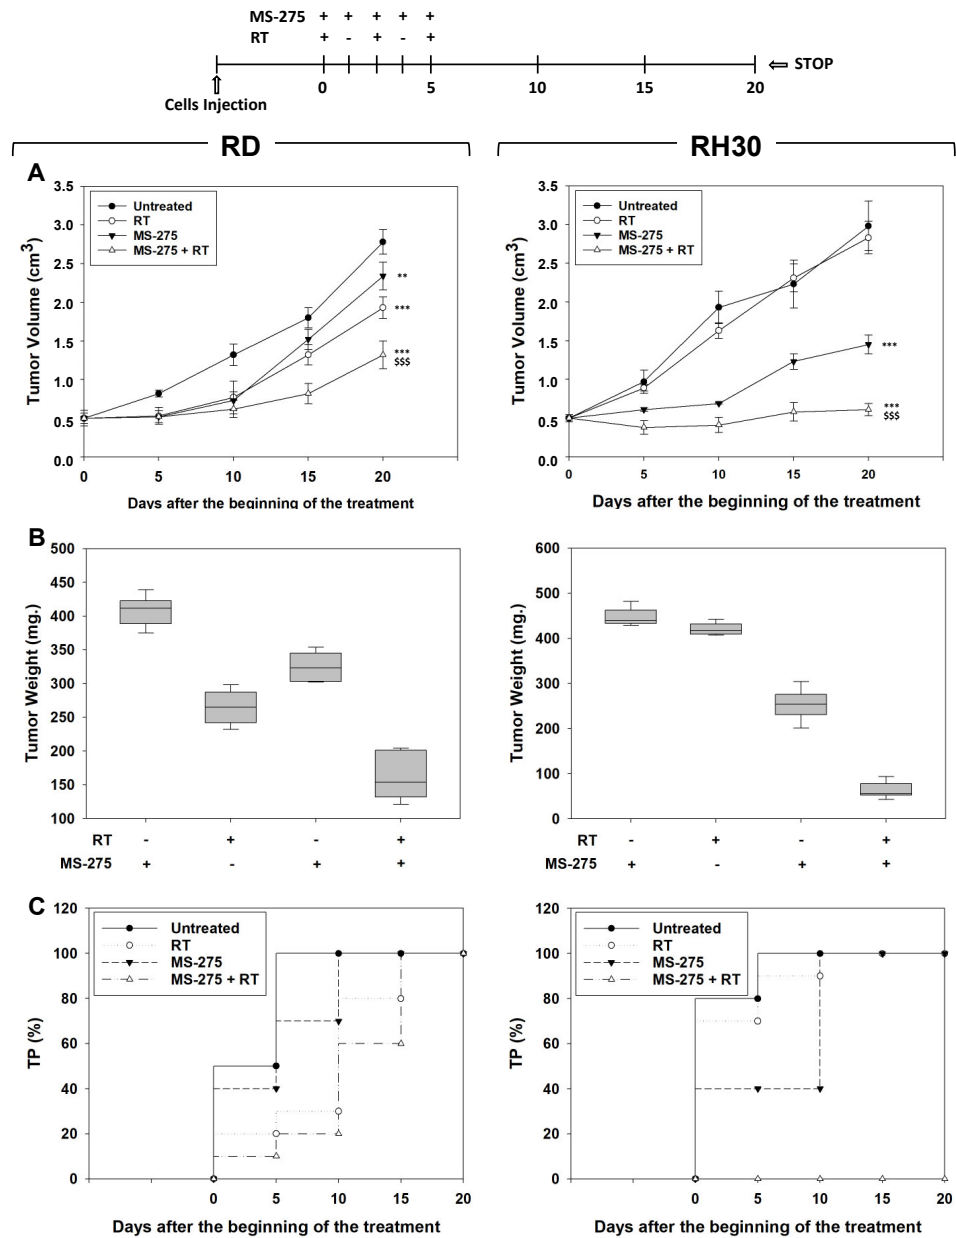 MS-275 + + + + +
RT + - + - +
STOP
0 5 10 15 20
Cells Injection
RD RH30
A
3.5
3.0
2.5
2.0
1.5
1.0
0.5
0.0
Tumor Volume (cm3)
Untreated
RT
MS-275
MS-275 + RT
**
***
***
$$$
0 5 10 15 20
Days after the beginning of the treatment
3.5
3.0
2.5
2.0
1.5
1.0
0.5
0.0
Tumor Volume (cm3)
Untreated
RT
MS-275
MS-275 + RT
***
***
$$$
0 5 10 15 20
Days after the beginning of the treatment
B
500
450
400
350
300
250
200
150
100
Tumor Weight (mg.)
RT - + - +
MS-275 + - + +
600
500
400
300
200
100
0
Tumor Weight (mg.)
RT - + - +
MS-275 + - + +
C
120
100
80
60
40
20
0
TP (%)
Untreated
RT
MS-275
MS-275 + RT
0 5 10 15 20
Days after the beginning of the treatment
120
100
80
60
40
20
0
TP (%)
Untreated
RT
MS-275
MS-275 + RT
0 5 10 15 20
Days after the beginning of the treatment